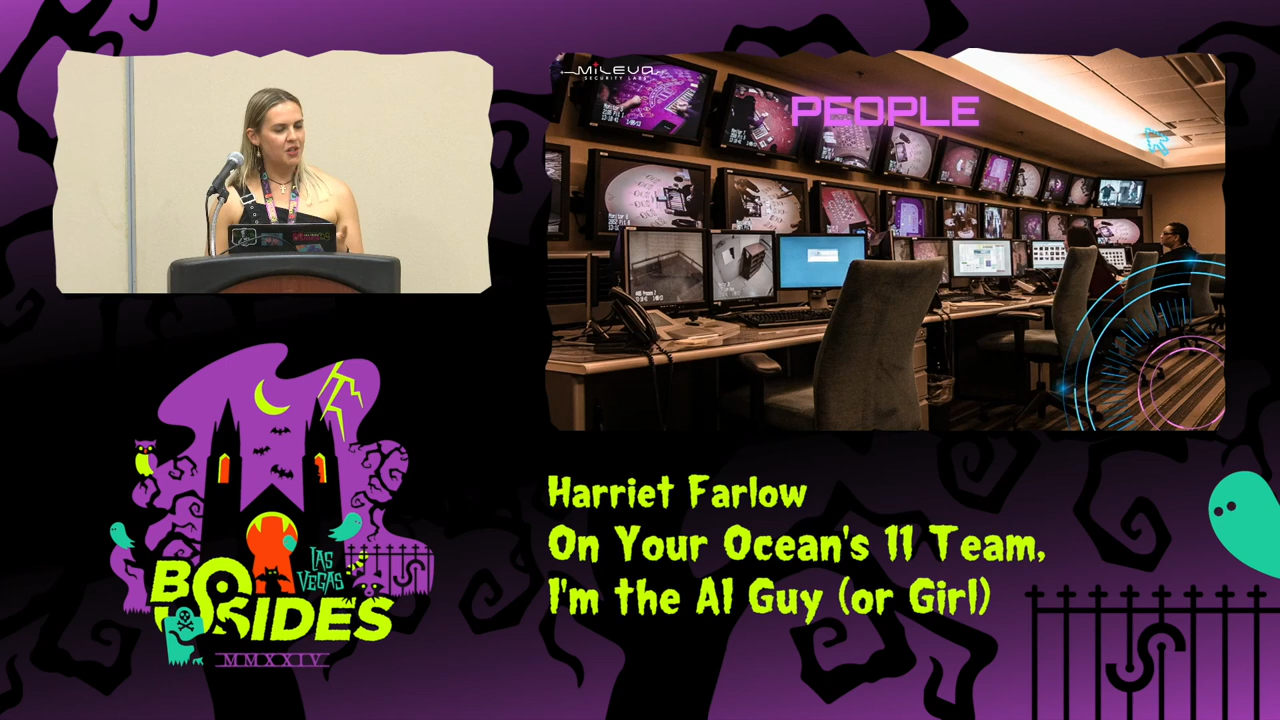 MiLEVA
SECURITY LABS
PEOPLE
Harriet Farlow
On Your Ocean's 11 Team,
I'm the AI Guy (or Girl)
LAS
VEGAS
BSIDES
MMXXIV